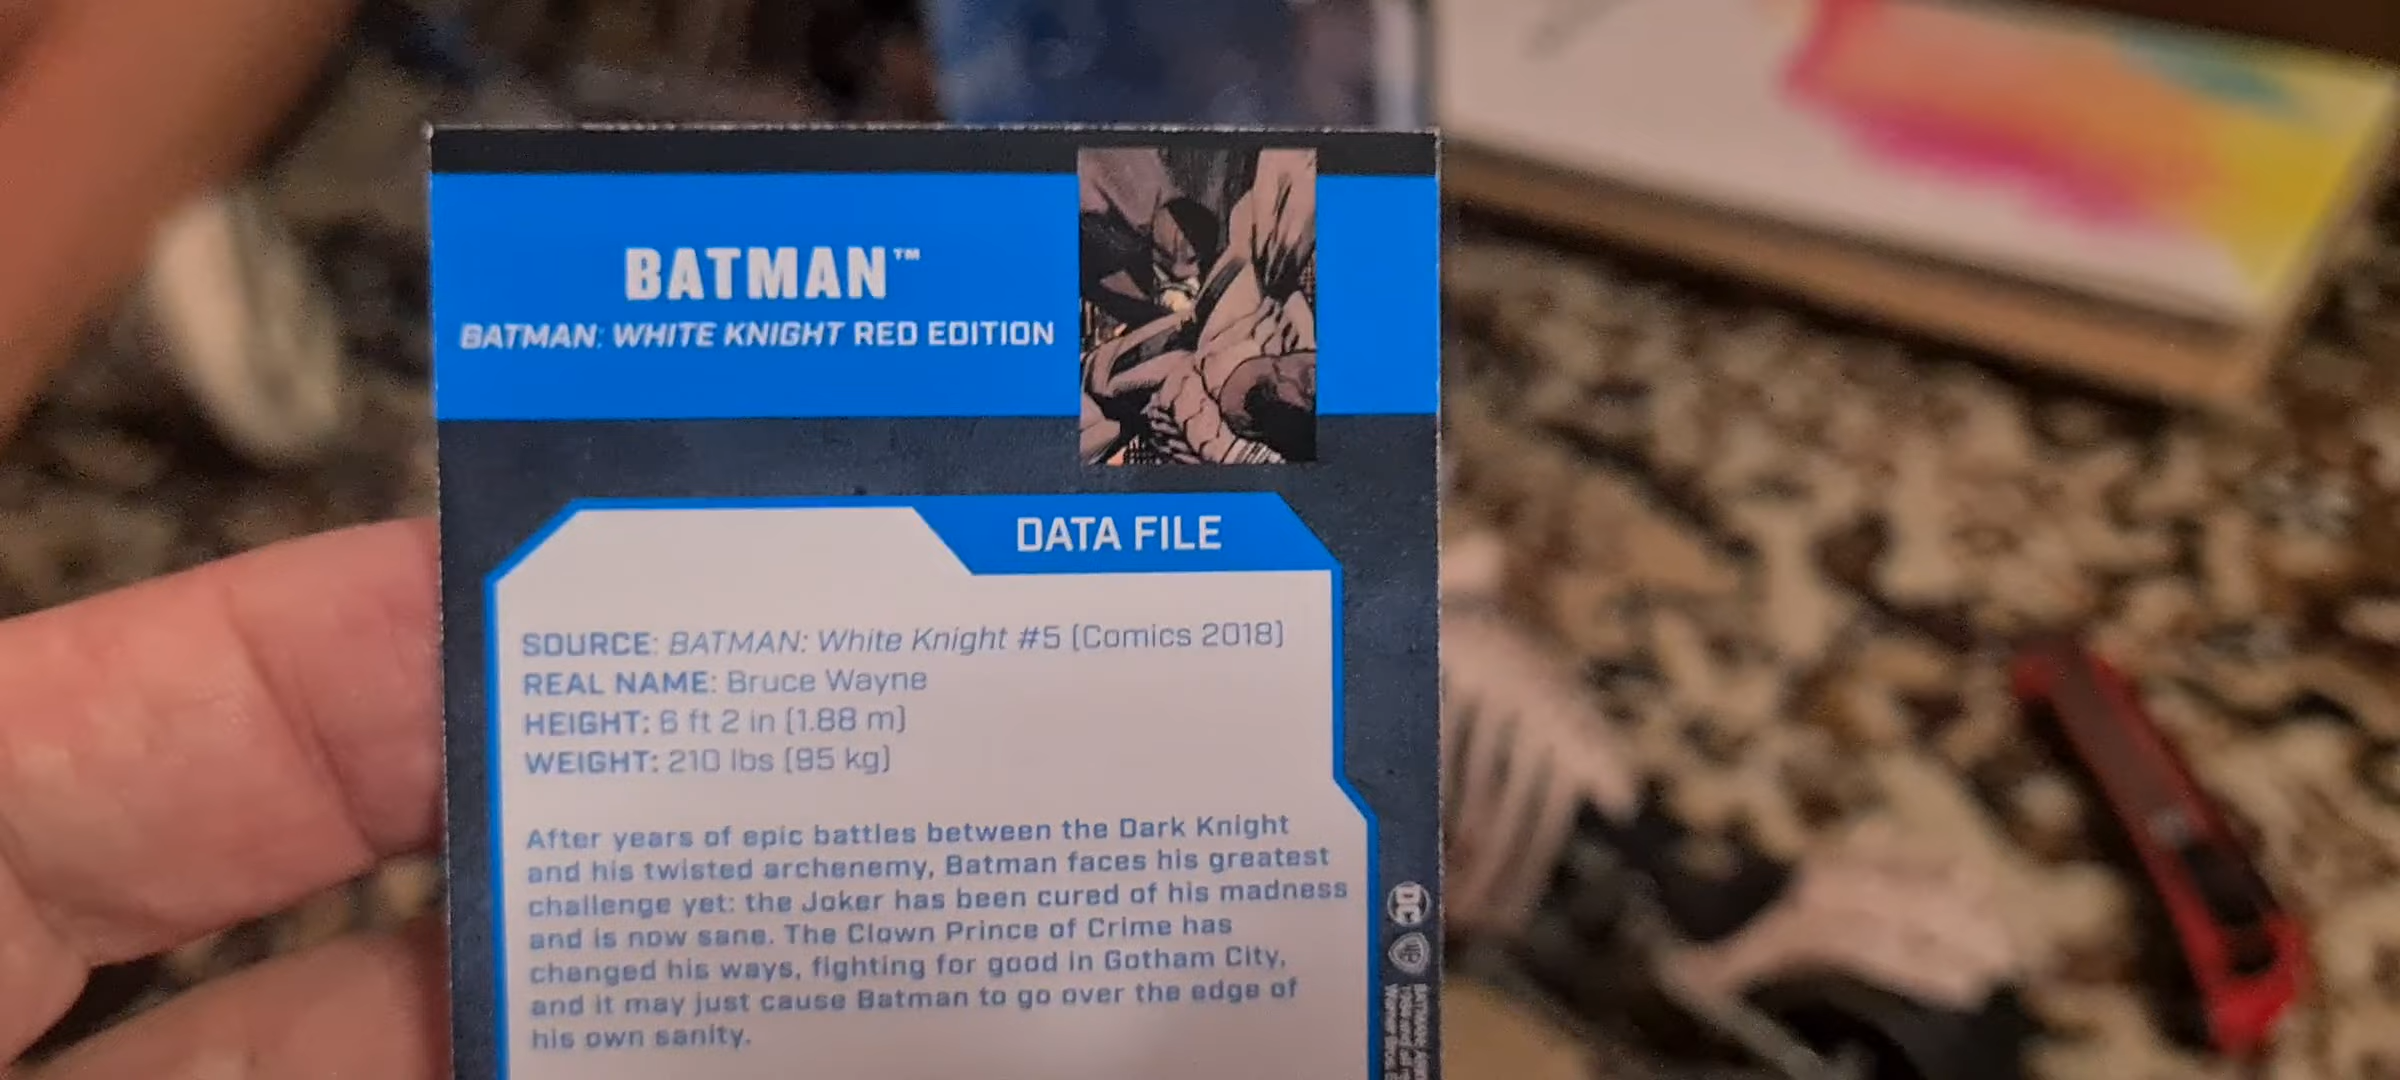 BATMAN™
BATMAN: WHITE KNIGHT RED EDITION
DATA FILE
SOURCE: BATMAN: White Knight #5 (Comics 2018)
REAL NAME: Bruce Wayne
HEIGHT: 6 ft 2 in (1.88 m)
WEIGHT: 210 lbs (95 kg)
After years of epic battles between the Dark Knight
and his twisted archenemy, Batman faces his greatest
challenge yet: the Joker has been cured of his madness
and is now sane. The Clown Prince of Crime has
changed his ways, fighting for good in Gotham City,
and it may just cause Batman to go over the edge of
his own sanity.
DC
WB